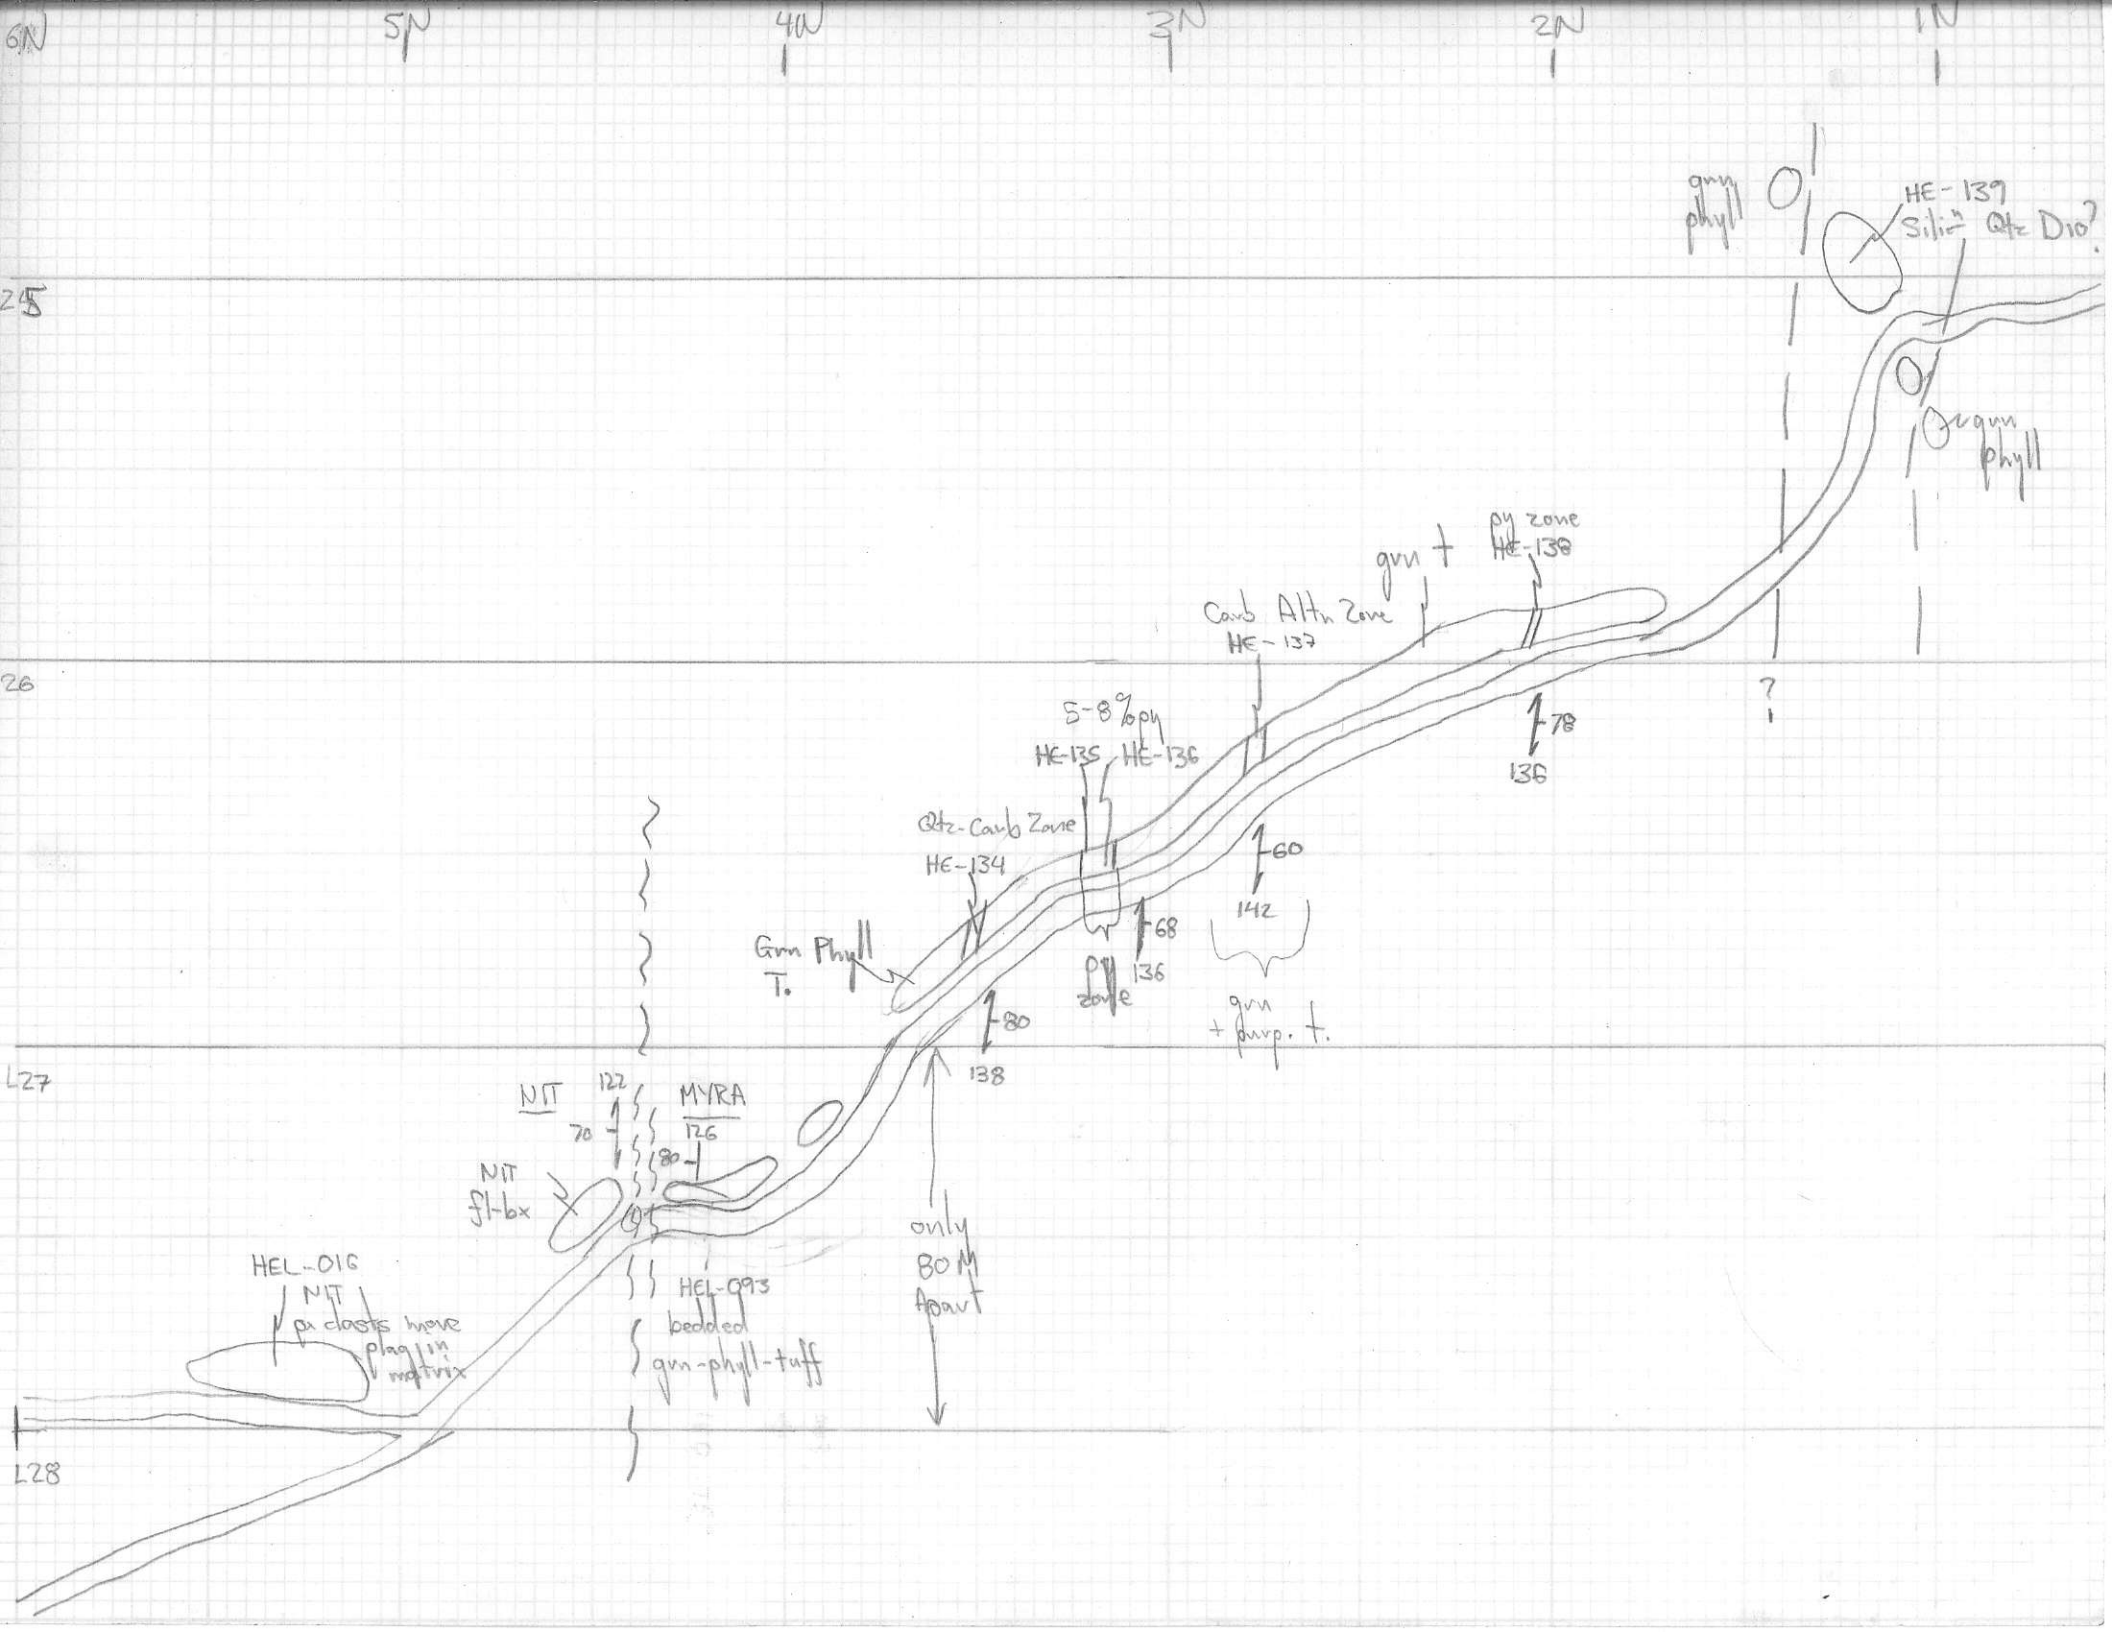 6N 5N 4N 3N 2N 1N
grn
phyll
HE-139
Silic'n Qtz Dio?
25
grn
phyll
py zone
HE-138
grn t
Carb Altn Zone
HE-137
26
?
5-8% py
HE-135 HE-136
78
136
Qtz-Carb Zone
HE-134
60
142
68
136
Grn Phyll
T.
py
zone
grn
+ purp. t.
80
138
L27
NIT
122
70
MYRA
126
80
NIT
fl-bx
only
80M
Apart
HEL-016
NIT
px clasts more
plag in
matrix
HEL-093
bedded
grn-phyll-tuff
L28